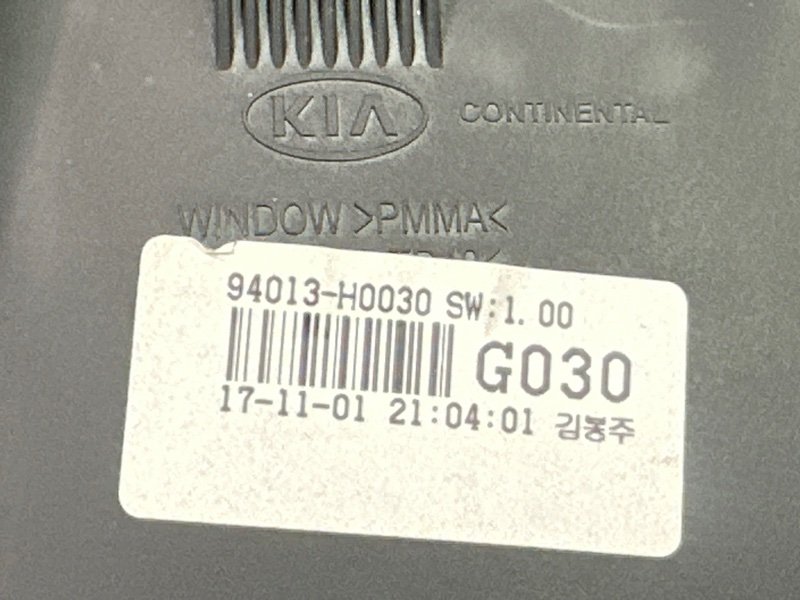 KIA CONTINENTAL
WINDOW >PMMA<
94013-H0030 SW:1.00
G030
17-11-01 21:04:01 김봉주